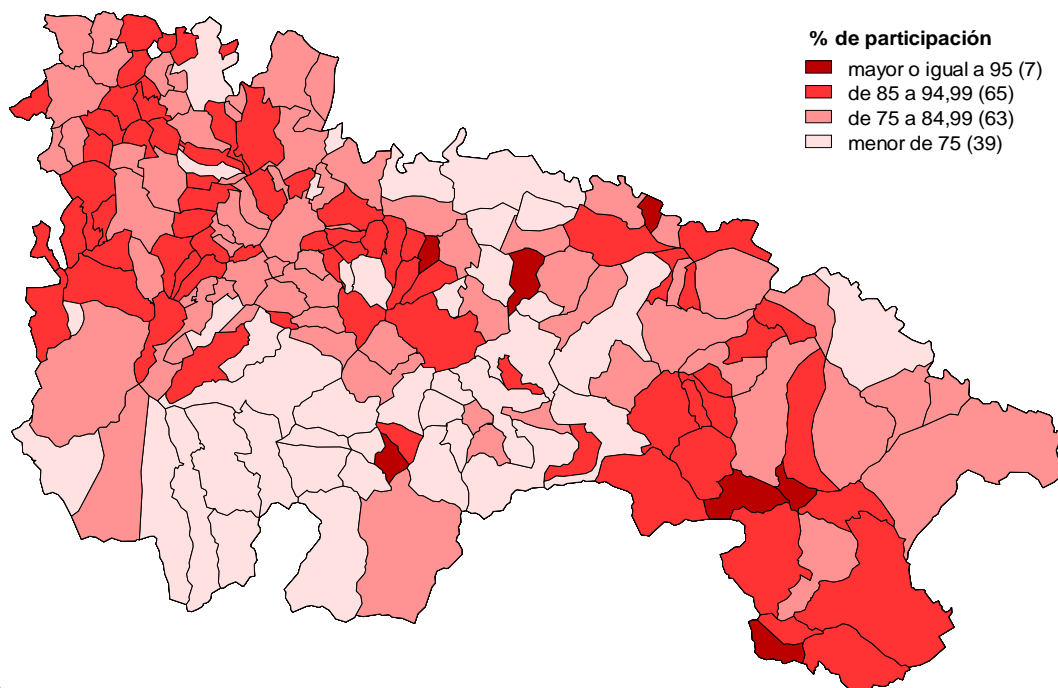 % de participación
mayor o igual a 95 (7)
de 85 a 94,99 (65)
de 75 a 84,99 (63)
menor de 75 (39)